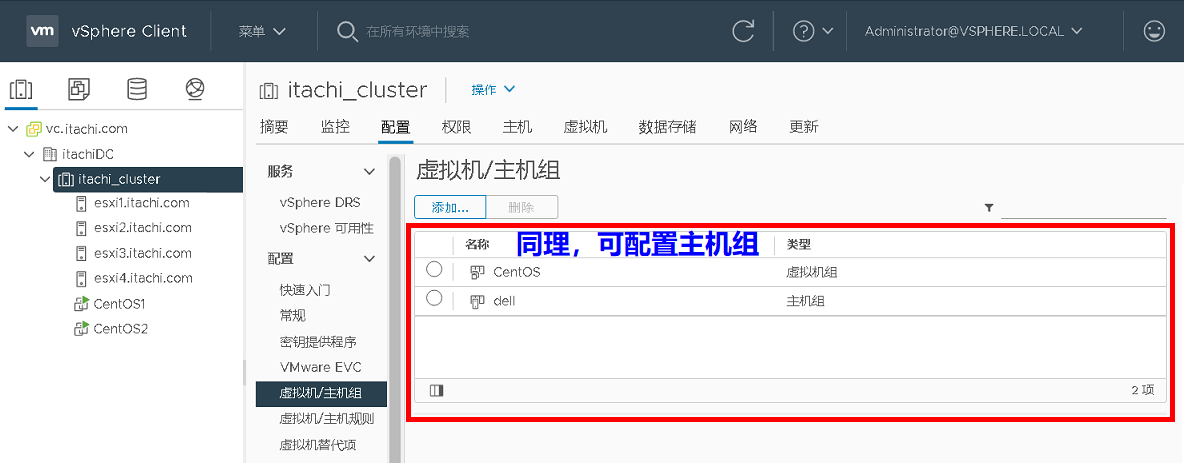 vm vSphere Client 菜单 在所有环境中搜索 Administrator@VSPHERE.LOCAL
vc.itachi.com
itachiDC
itachi_cluster
esxi1.itachi.com
esxi2.itachi.com
esxi3.itachi.com
esxi4.itachi.com
CentOS1
CentOS2
itachi_cluster 操作
摘要 监控 配置 权限 主机 虚拟机 数据存储 网络 更新
服务
vSphere DRS
vSphere 可用性
配置
快速入门
常规
密钥提供程序
VMware EVC
虚拟机/主机组
虚拟机/主机规则
虚拟机替代项
虚拟机/主机组
添加... 删除
名称 同理，可配置主机组 类型
CentOS 虚拟机组
dell 主机组
2 项